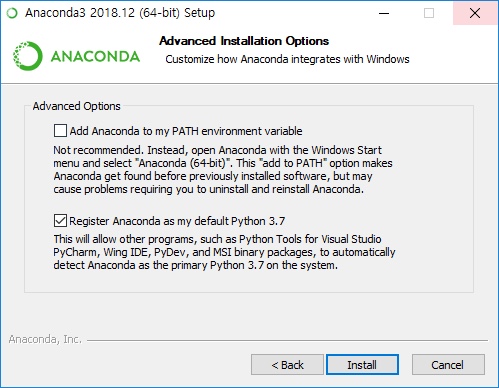 Anaconda3 2018.12 (64-bit) Setup
ANACONDA
Advanced Installation Options
Customize how Anaconda integrates with Windows
Advanced Options
Add Anaconda to my PATH environment variable
Not recommended. Instead, open Anaconda with the Windows Start
menu and select "Anaconda (64-bit)". This "add to PATH" option makes
Anaconda get found before previously installed software, but may
cause problems requiring you to uninstall and reinstall Anaconda.
Register Anaconda as my default Python 3.7
This will allow other programs, such as Python Tools for Visual Studio
PyCharm, Wing IDE, PyDev, and MSI binary packages, to automatically
detect Anaconda as the primary Python 3.7 on the system.
Anaconda, Inc.
< Back
Install
Cancel